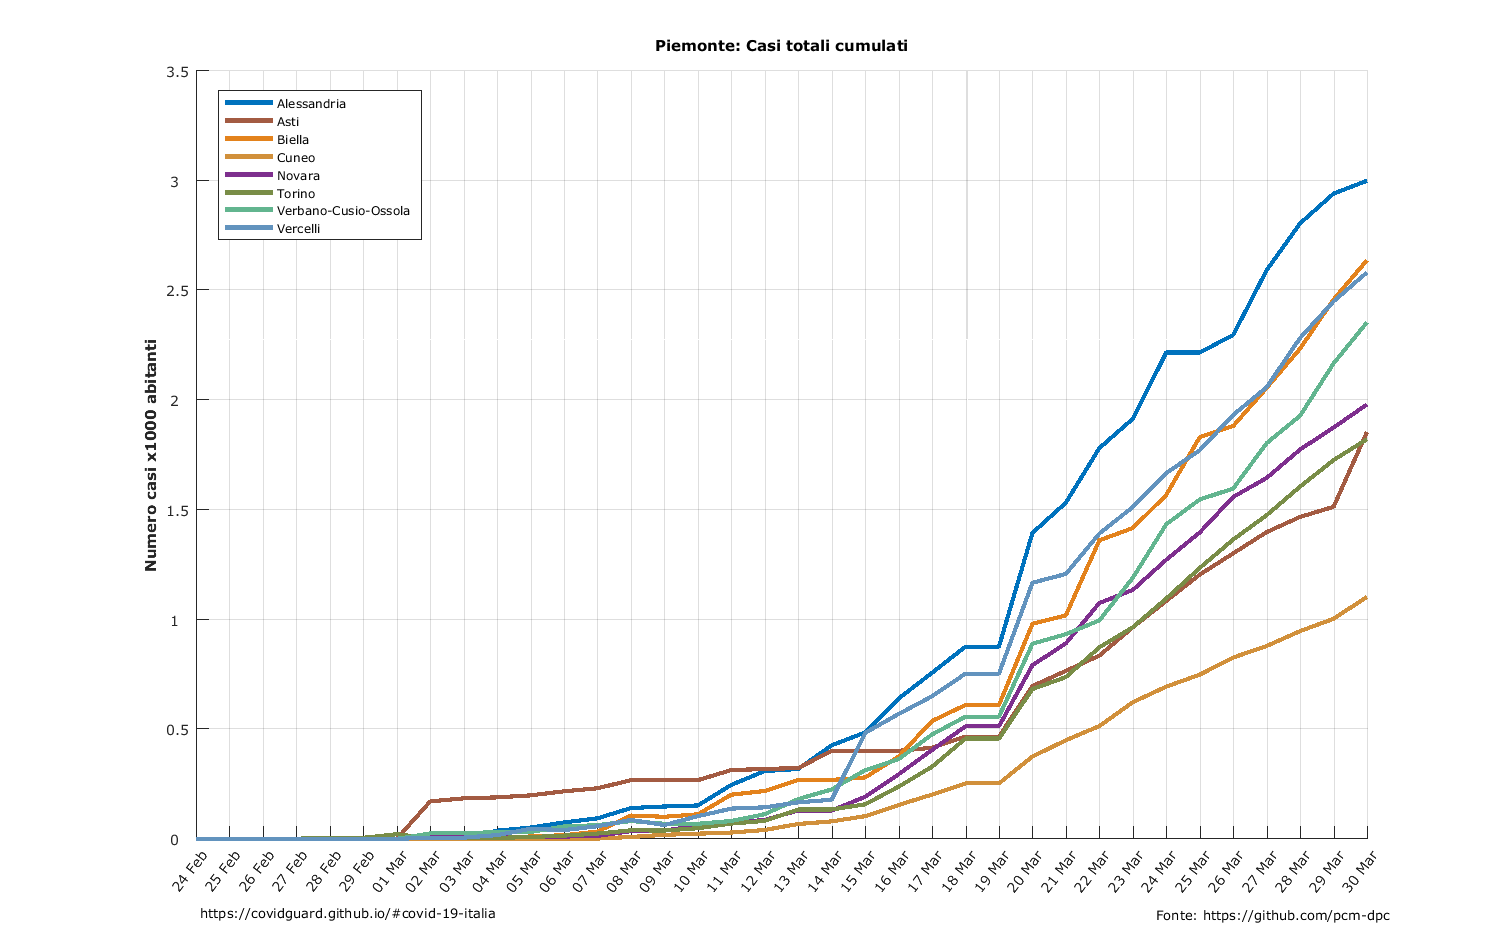 Piemonte: Casi totali cumulati
3.5
3
2.5
2
1.5
1
0.5
0
Numero casi x1000 abitanti
Alessandria
Asti
Biella
Cuneo
Novara
Torino
Verbano-Cusio-Ossola
Vercelli
24 Feb
25 Feb
26 Feb
27 Feb
28 Feb
29 Feb
01 Mar
02 Mar
03 Mar
04 Mar
05 Mar
06 Mar
07 Mar
08 Mar
09 Mar
10 Mar
11 Mar
12 Mar
13 Mar
14 Mar
15 Mar
16 Mar
17 Mar
18 Mar
19 Mar
20 Mar
21 Mar
22 Mar
23 Mar
24 Mar
25 Mar
26 Mar
27 Mar
28 Mar
29 Mar
30 Mar
https://covidguard.github.io/#covid-19-italia
Fonte: https://github.com/pcm-dpc